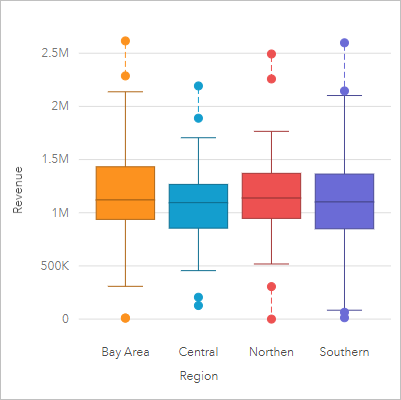 2.5M
2M
1.5M
1M
500K
0
Revenue
Bay Area Central Northen Southern
Region